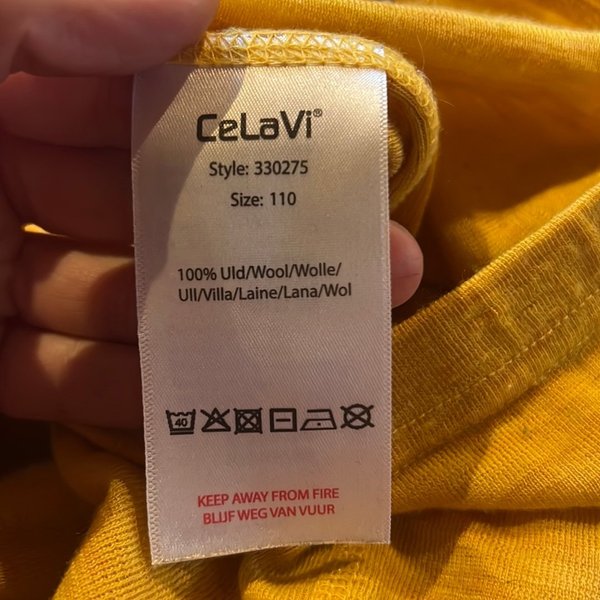 CeLaVi®
Style: 330275
Size: 110
100% Uld/Wool/Wolle/
Ull/Villa/Laine/Lana/Wol
40
KEEP AWAY FROM FIRE
BLIJF WEG VAN VUUR